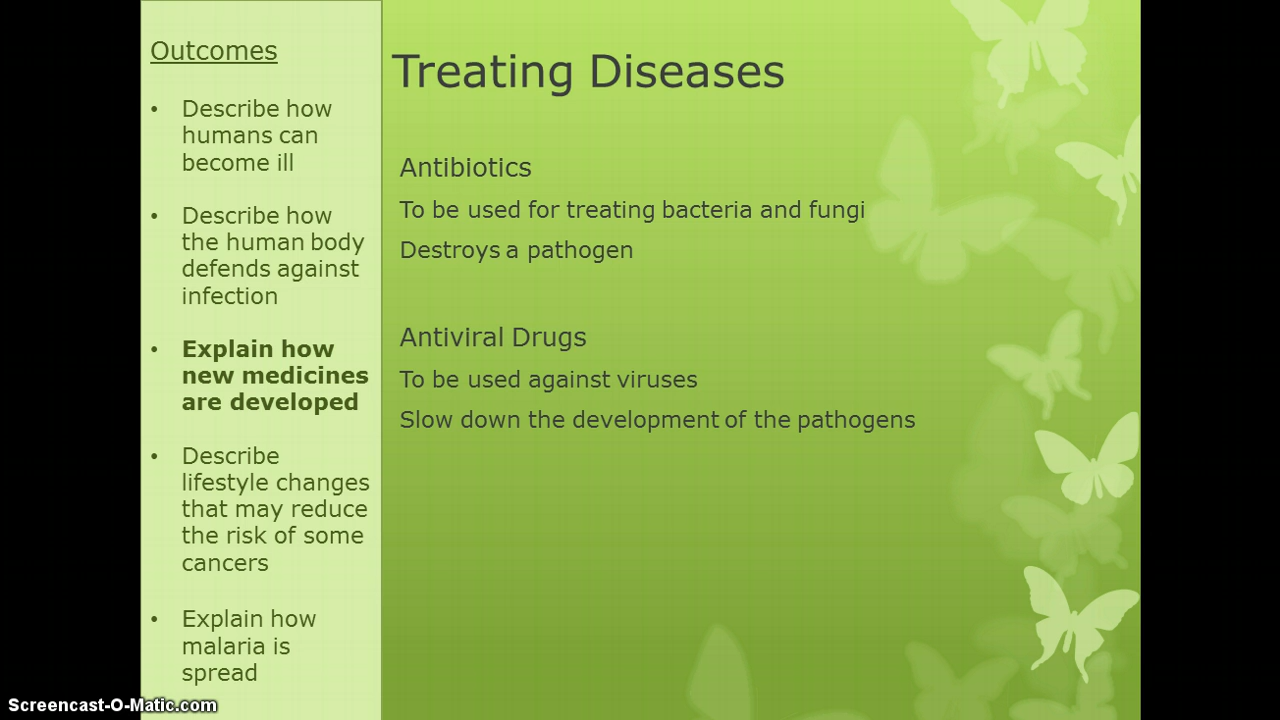 Outcomes
• Describe how
humans can
become ill
• Describe how
the human body
defends against
infection
• Explain how
new medicines
are developed
• Describe
lifestyle changes
that may reduce
the risk of some
cancers
• Explain how
malaria is
spread
Treating Diseases
Antibiotics
To be used for treating bacteria and fungi
Destroys a pathogen
Antiviral Drugs
To be used against viruses
Slow down the development of the pathogens
Screencast-O-Matic.com